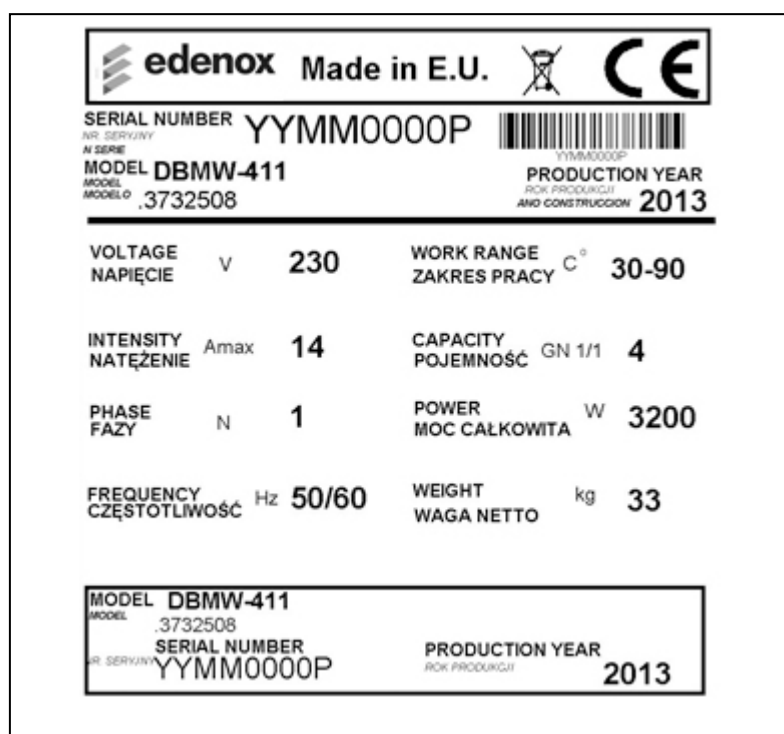 edenox Made in E.U. CE
SERIAL NUMBER YYMM0000P
NR. SERYJNY
N SERIE
YYMM0000P
MODEL DBMW-411
MODEL
MODELO .3732508
PRODUCTION YEAR
ROK PRODUKCJI
ANO CONSTRUCCION 2013
VOLTAGE
NAPIĘCIE V 230
WORK RANGE
ZAKRES PRACY C° 30-90
INTENSITY
NATĘŻENIE Amax 14
CAPACITY
POJEMNOŚĆ GN 1/1 4
PHASE
FAZY N 1
POWER
MOC CAŁKOWITA W 3200
FREQUENCY
CZĘSTOTLIWOŚĆ Hz 50/60
WEIGHT
WAGA NETTO kg 33
MODEL DBMW-411
MODEL
.3732508
SERIAL NUMBER
NR. SERYJNY YYMM0000P
PRODUCTION YEAR
ROK PRODUKCJI
2013